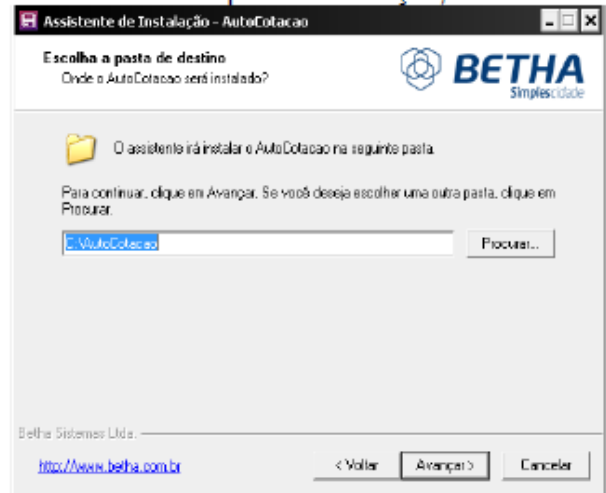 Assistente de Instalação - AutoCotacao
Escolha a pasta de destino
Onde o AutoCotacao será instalado?
BETHA
Simplescidade
O assistente irá instalar o AutoCotacao na seguinte pasta.
Para continuar, clique em Avançar. Se você deseja escolher uma outra pasta, clique em
Procurar.
C:\AutoCotacao
Procurar...
Betha Sistemas Ltda.
http://www.betha.com.br
< Voltar
Avançar >
Cancelar